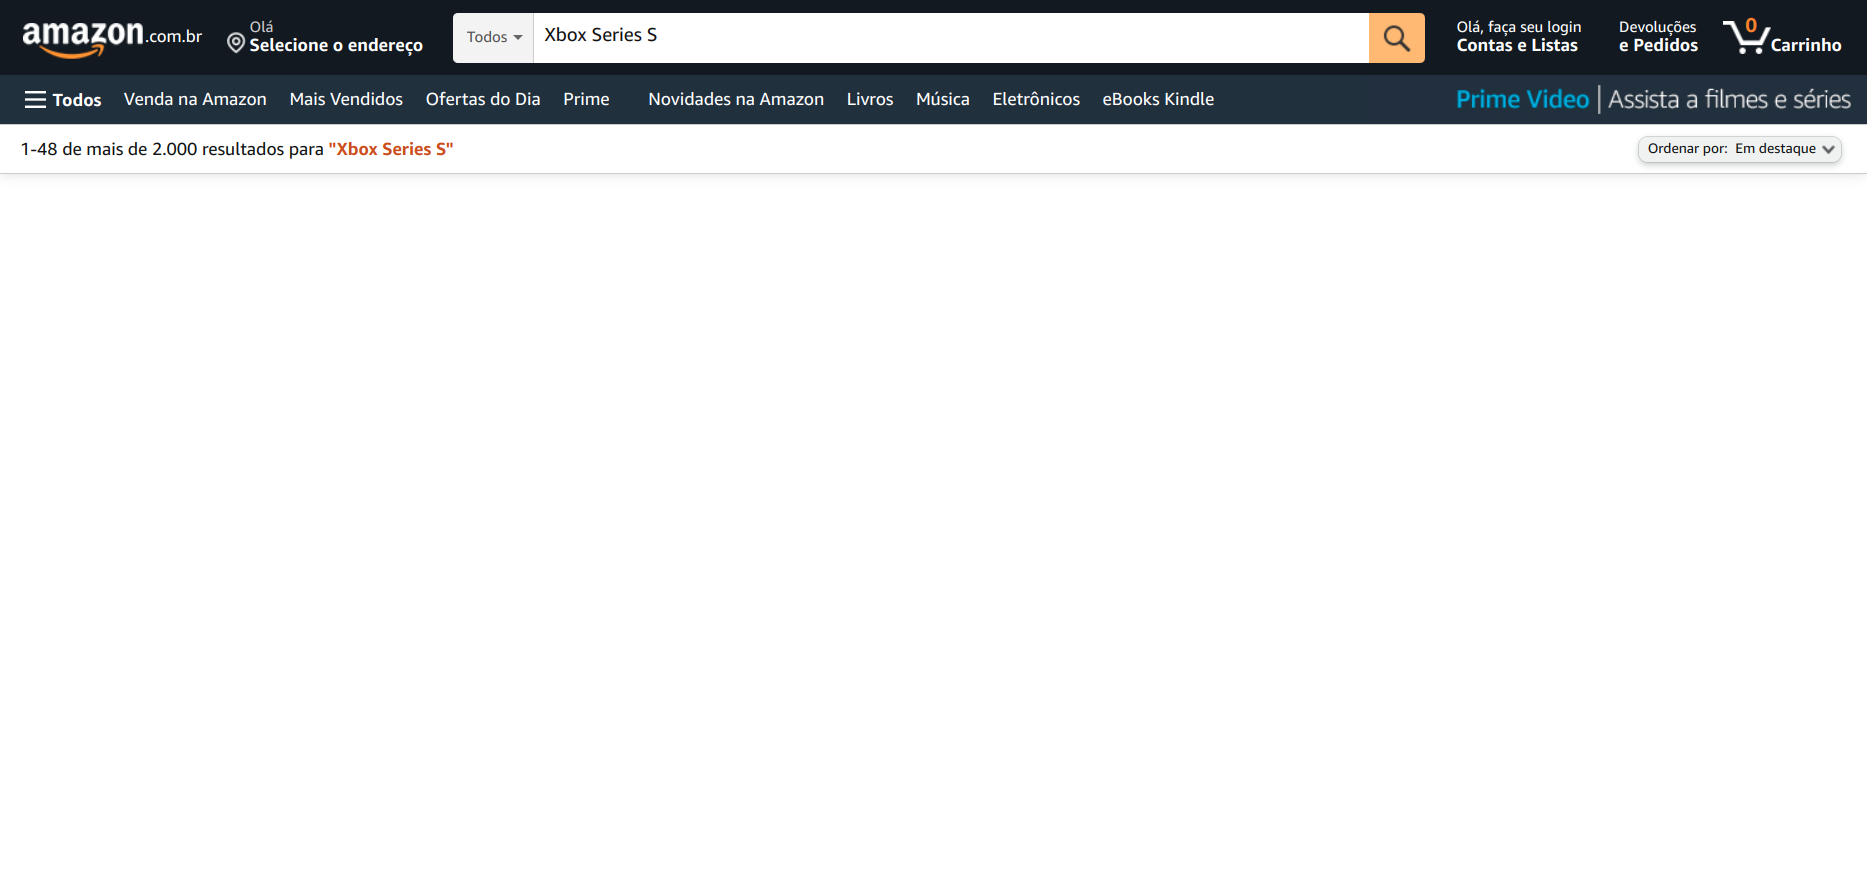 amazon.com.br
Olá
Selecione o endereço
Todos
Xbox Series S
Olá, faça seu login
Contas e Listas
Devoluções
e Pedidos
0
Carrinho
Todos Venda na Amazon Mais Vendidos Ofertas do Dia Prime Novidades na Amazon Livros Música Eletrônicos eBooks Kindle Prime Video | Assista a filmes e séries
1-48 de mais de 2.000 resultados para "Xbox Series S"
Ordenar por: Em destaque